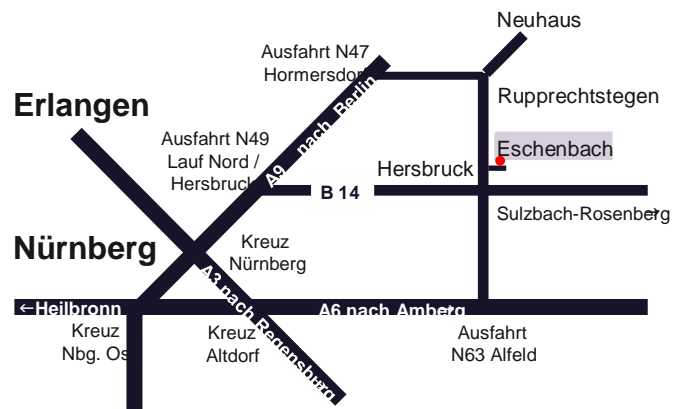 Neuhaus
Ausfahrt N47
Hormersdorf
Erlangen
Rupprechtstegen
A9 nach Berlin
Ausfahrt N49
Lauf Nord /
Hersbruck
Eschenbach
Hersbruck
B 14
Sulzbach-Rosenberg→
Nürnberg
Kreuz
Nürnberg
A3 nach Regensburg→
←Heilbronn
A6 nach Amberg→
Kreuz
Nbg. Os
Kreuz
Altdorf
Ausfahrt
N63 Alfeld